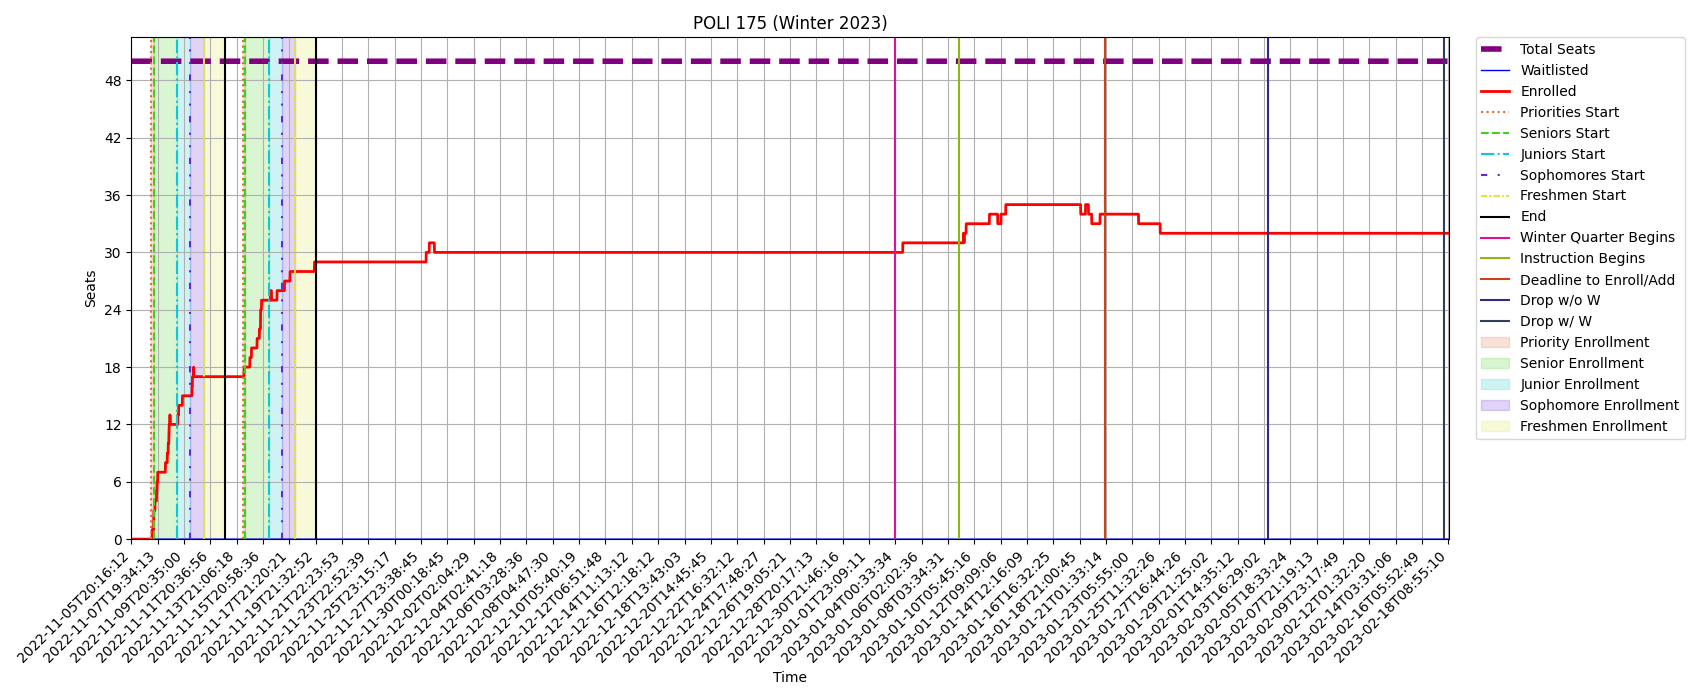 POLI 175 (Winter 2023)
Seats
48
42
36
30
24
18
12
6
0
2022-11-05T20:16:12
2022-11-07T19:34:13
2022-11-09T20:35:00
2022-11-11T20:36:56
2022-11-13T21:06:18
2022-11-15T20:58:36
2022-11-17T21:20:21
2022-11-19T21:32:52
2022-11-21T22:23:53
2022-11-23T22:52:39
2022-11-25T23:15:17
2022-11-27T23:38:45
2022-11-30T00:18:45
2022-12-02T02:04:29
2022-12-04T02:41:18
2022-12-06T03:28:36
2022-12-08T04:47:30
2022-12-10T05:40:19
2022-12-12T06:51:48
2022-12-14T11:13:12
2022-12-16T12:18:12
2022-12-18T13:43:03
2022-12-20T14:45:45
2022-12-22T16:32:12
2022-12-24T17:48:27
2022-12-26T19:05:21
2022-12-28T20:17:13
2022-12-30T21:46:16
2023-01-01T23:09:11
2023-01-04T00:33:34
2023-01-06T02:02:36
2023-01-08T03:34:31
2023-01-10T05:45:16
2023-01-12T09:09:06
2023-01-14T12:16:09
2023-01-16T16:32:25
2023-01-18T21:00:45
2023-01-21T01:33:14
2023-01-23T05:55:00
2023-01-25T11:32:26
2023-01-27T16:44:26
2023-01-29T21:25:02
2023-02-01T14:35:12
2023-02-03T16:29:02
2023-02-05T18:33:24
2023-02-07T21:19:13
2023-02-09T23:17:49
2023-02-12T01:32:20
2023-02-14T03:31:06
2023-02-16T05:52:49
2023-02-18T08:55:10
Time
Total Seats
Waitlisted
Enrolled
Priorities Start
Seniors Start
Juniors Start
Sophomores Start
Freshmen Start
End
Winter Quarter Begins
Instruction Begins
Deadline to Enroll/Add
Drop w/o W
Drop w/ W
Priority Enrollment
Senior Enrollment
Junior Enrollment
Sophomore Enrollment
Freshmen Enrollment